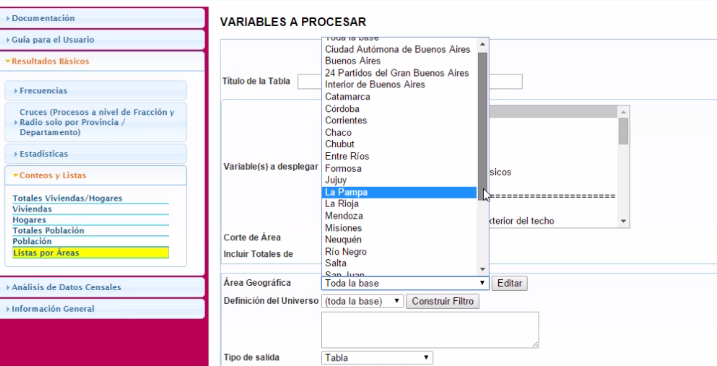 Documentación
Guía para el Usuario
Resultados Básicos
Frecuencias
Cruces (Procesos a nivel de Fracción y
Radio solo por Provincia /
Departamento)
Estadísticas
Conteos y Listas
Totales Viviendas/Hogares
Viviendas
Hogares
Totales Población
Población
Listas por Áreas
Análisis de Datos Censales
Información General
VARIABLES A PROCESAR
Título de la Tabla
Toda la base
Ciudad Autónoma de Buenos Aires
Buenos Aires
24 Partidos del Gran Buenos Aires
Interior de Buenos Aires
Catamarca
Córdoba
Corrientes
Chaco
Chubut
Entre Ríos
Formosa
Jujuy
La Pampa
La Rioja
Mendoza
Misiones
Neuquén
Río Negro
Salta
San Juan
Variable(s) a desplegar
sicos
====================
terior del techo
Corte de Área
Incluir Totales de
Área Geográfica
Toda la base
Editar
Definición del Universo
(toda la base)
Construir Filtro
Tipo de salida
Tabla